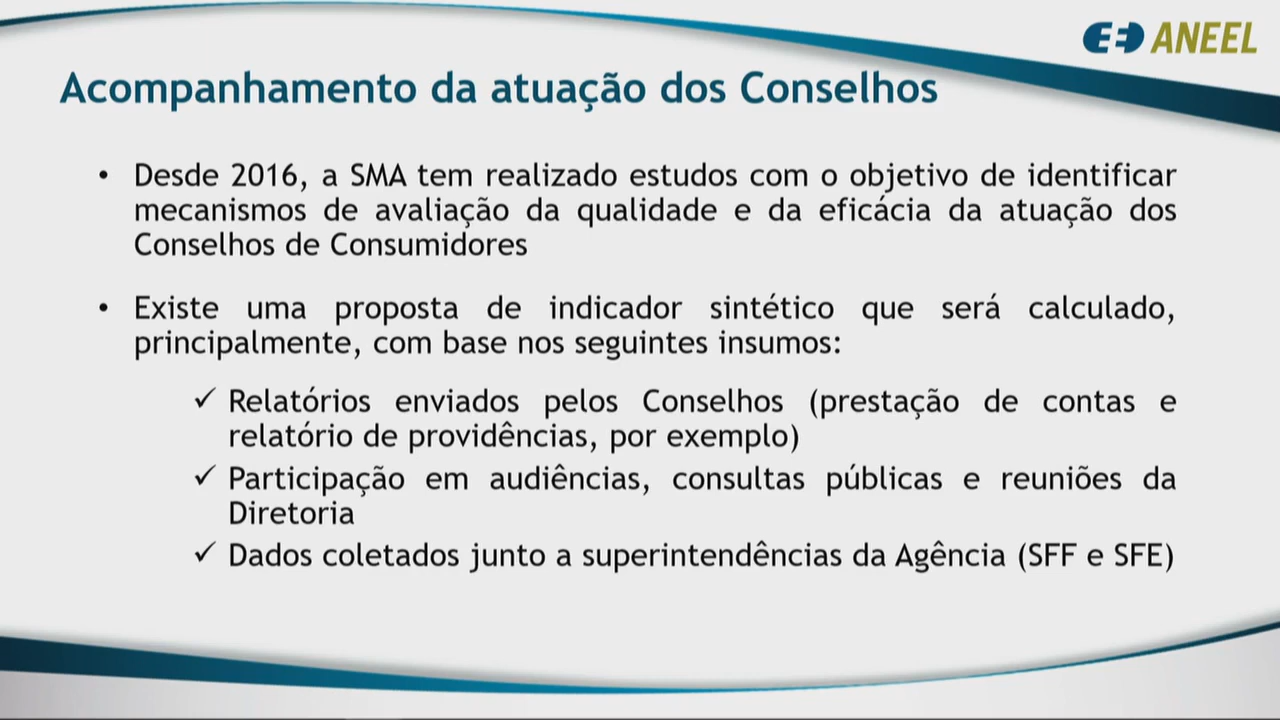 ANEEL
Acompanhamento da atuação dos Conselhos
• Desde 2016, a SMA tem realizado estudos com o objetivo de identificar
mecanismos de avaliação da qualidade e da eficácia da atuação dos
Conselhos de Consumidores
• Existe uma proposta de indicador sintético que será calculado,
principalmente, com base nos seguintes insumos:
✓ Relatórios enviados pelos Conselhos (prestação de contas e
relatório de providências, por exemplo)
✓ Participação em audiências, consultas públicas e reuniões da
Diretoria
✓ Dados coletados junto a superintendências da Agência (SFF e SFE)